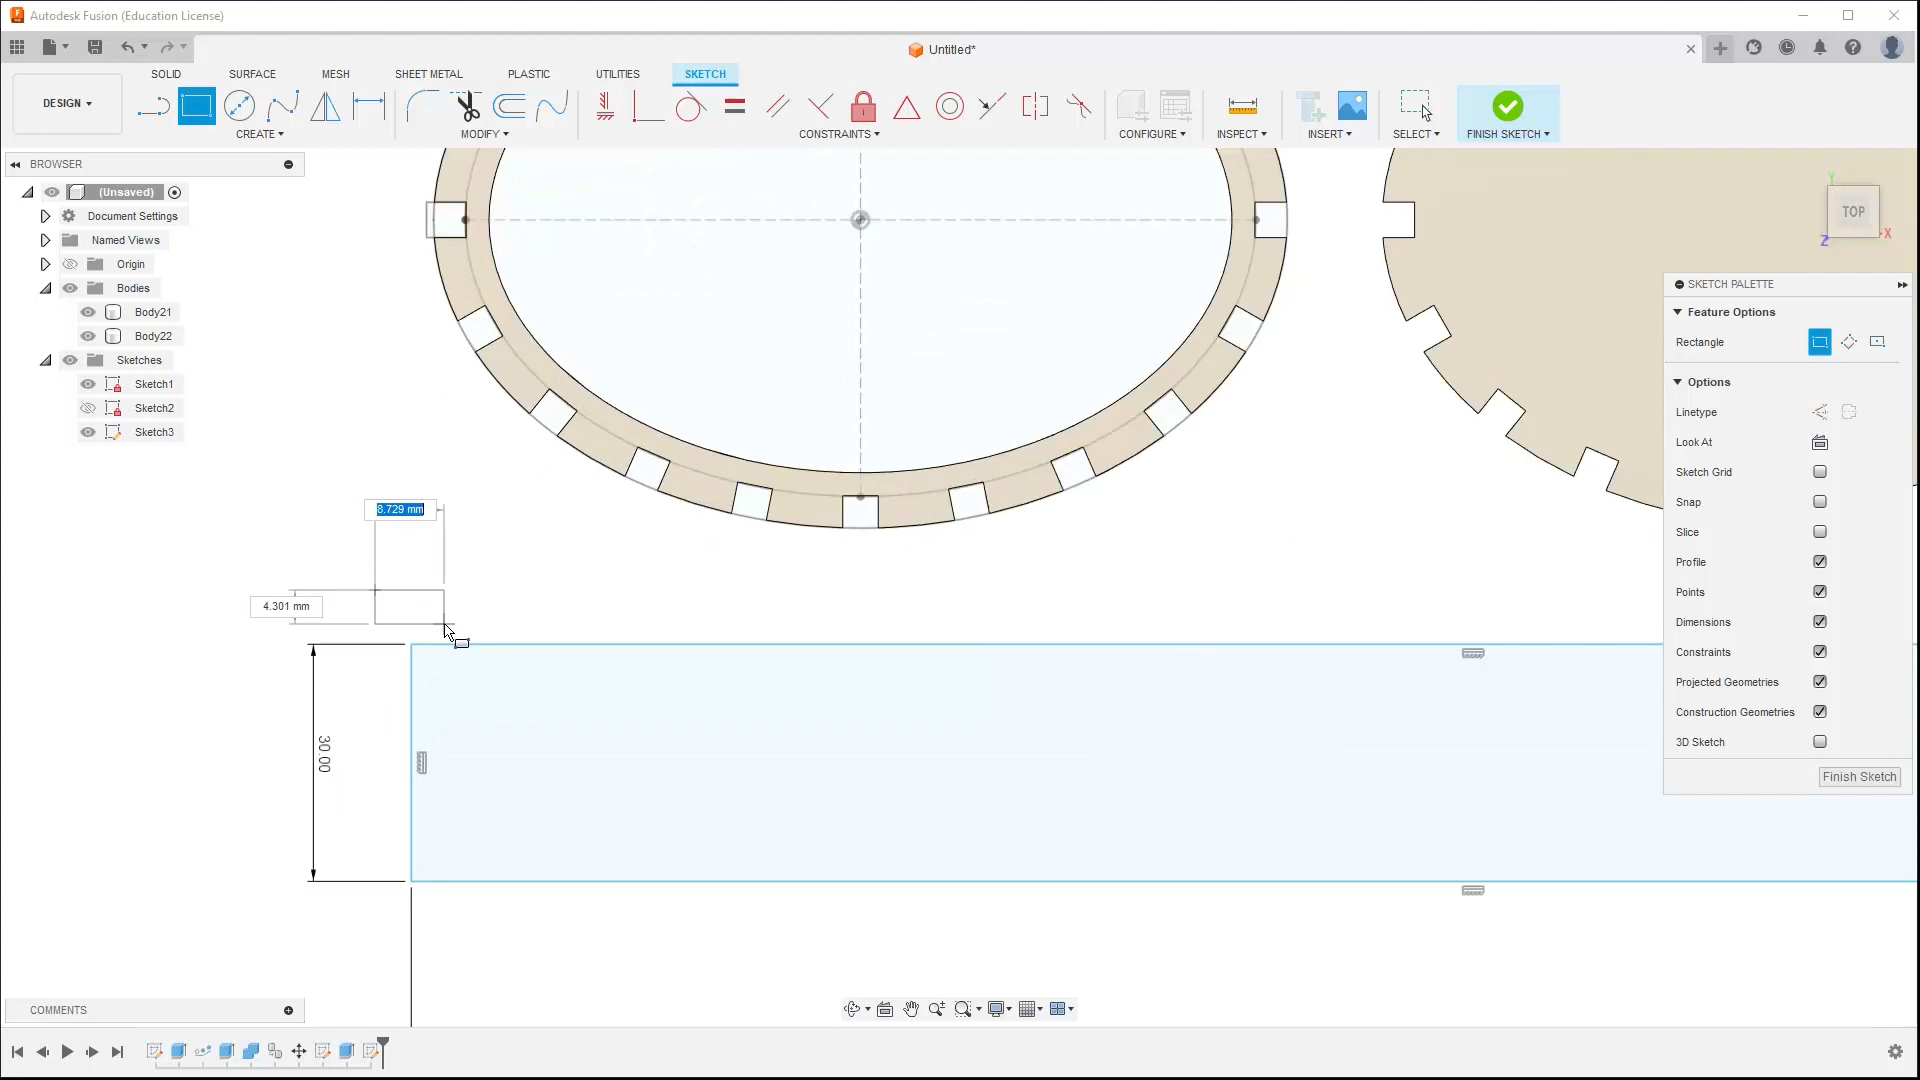 Autodesk Fusion (Education License)
Untitled*
SOLID SURFACE MESH SHEET METAL PLASTIC UTILITIES SKETCH
DESIGN
CREATE MODIFY CONSTRAINTS CONFIGURE INSPECT INSERT SELECT FINISH SKETCH
BROWSER
(Unsaved)
Document Settings
Named Views
Origin
Bodies
Body21
Body22
Sketches
Sketch1
Sketch2
Sketch3
Y
TOP
X
Z
SKETCH PALETTE
Feature Options
Rectangle
Options
Linetype
Look At
Sketch Grid
Snap
Slice
Profile
Points
Dimensions
Constraints
Projected Geometries
Construction Geometries
3D Sketch
Finish Sketch
8.729 mm
4.301 mm
30.00
COMMENTS